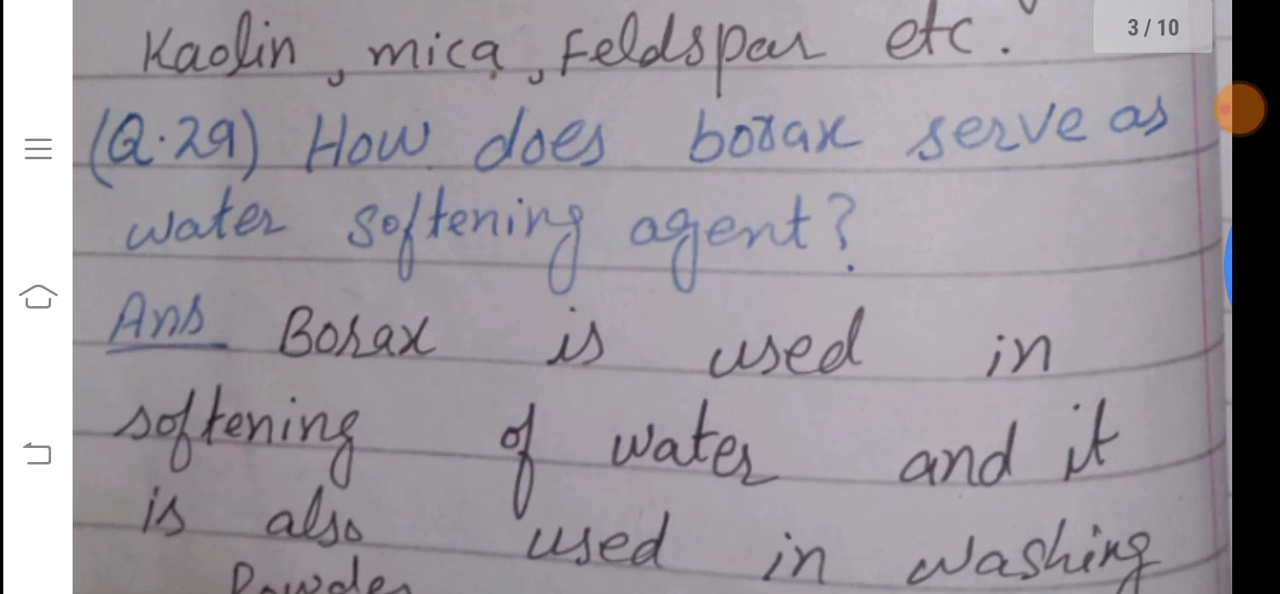 3/10
Kaolin, mica, Feldspar etc.
(Q.29) How does borax serve as
water softening agent?
Ans Borax is used in
softening of water and it
is also used in washing
Powder